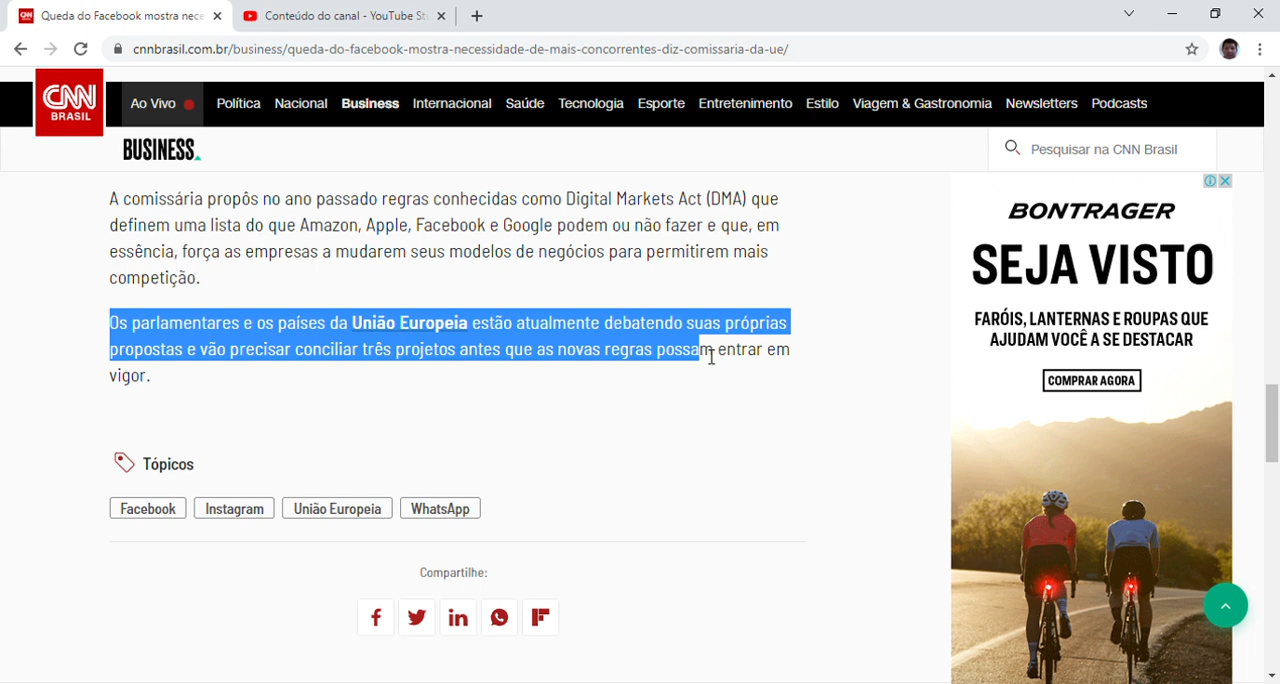 Queda do Facebook mostra nece
Conteúdo do canal - YouTube St
cnnbrasil.com.br/business/queda-do-facebook-mostra-necessidade-de-mais-concorrentes-diz-comissaria-da-ue/
CNN
BRASIL
Ao Vivo
Política
Nacional
Business
Internacional
Saúde
Tecnologia
Esporte
Entretenimento
Estilo
Viagem & Gastronomia
Newsletters
Podcasts
BUSINESS
Pesquisar na CNN Brasil
A comissária propôs no ano passado regras conhecidas como Digital Markets Act (DMA) que
definem uma lista do que Amazon, Apple, Facebook e Google podem ou não fazer e que, em
essência, força as empresas a mudarem seus modelos de negócios para permitirem mais
competição.
Os parlamentares e os países da União Europeia estão atualmente debatendo suas próprias
propostas e vão precisar conciliar três projetos antes que as novas regras possam entrar em
vigor.
Tópicos
Facebook
Instagram
União Europeia
WhatsApp
Compartilhe:
BONTRAGER
SEJA VISTO
FARÓIS, LANTERNAS E ROUPAS QUE
AJUDAM VOCÊ A SE DESTACAR
COMPRAR AGORA